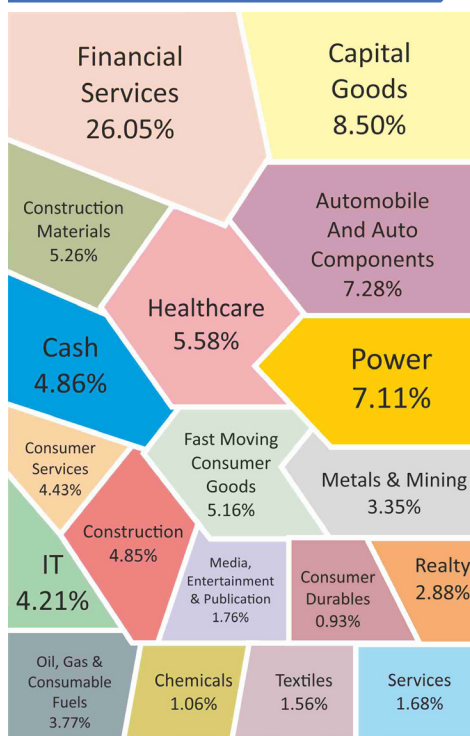 Financial
Services
26.05%
Capital
Goods
8.50%
Construction
Materials
5.26%
Automobile
And Auto
Components
7.28%
Healthcare
5.58%
Cash
4.86%
Power
7.11%
Consumer
Services
4.43%
Fast Moving
Consumer
Goods
5.16%
Metals & Mining
3.35%
Construction
4.85%
IT
4.21%
Media,
Entertainment
& Publication
1.76%
Consumer
Durables
0.93%
Realty
2.88%
Oil, Gas &
Consumable
Fuels
3.77%
Chemicals
1.06%
Textiles
1.56%
Services
1.68%